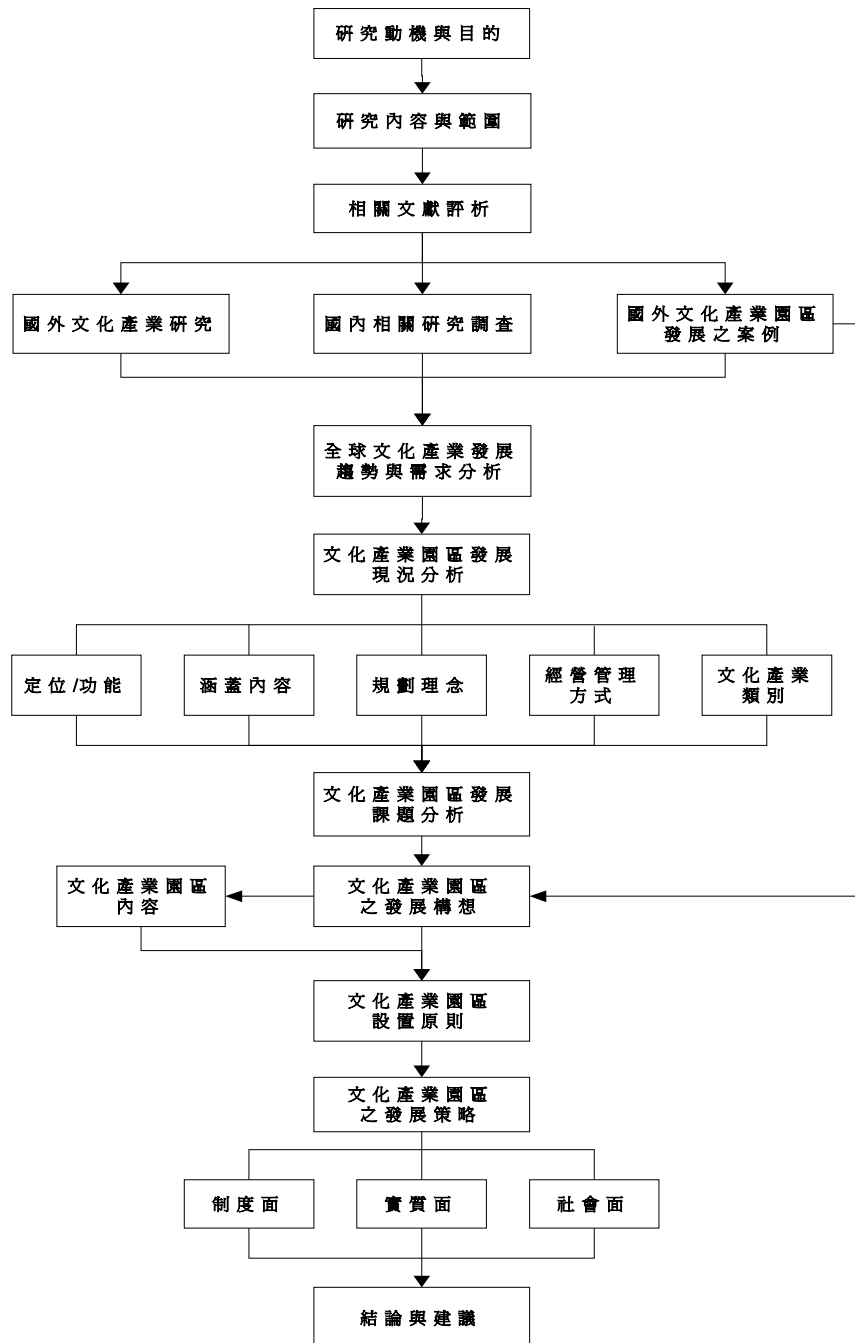 研究動機與目的
研究內容與範圍
相關文獻評析
國外文化產業研究
國內相關研究調查
國外文化產業園區
發展之案例
全球文化產業發展
趨勢與需求分析
文化產業園區發展
現況分析
定位/功能
涵蓋內容
規劃理念
經營管理
方式
文化產業
類別
文化產業園區發展
課題分析
文化產業園區
內容
文化產業園區
之發展構想
文化產業園區
設置原則
文化產業園區
之發展策略
制度面
實質面
社會面
結論與建議